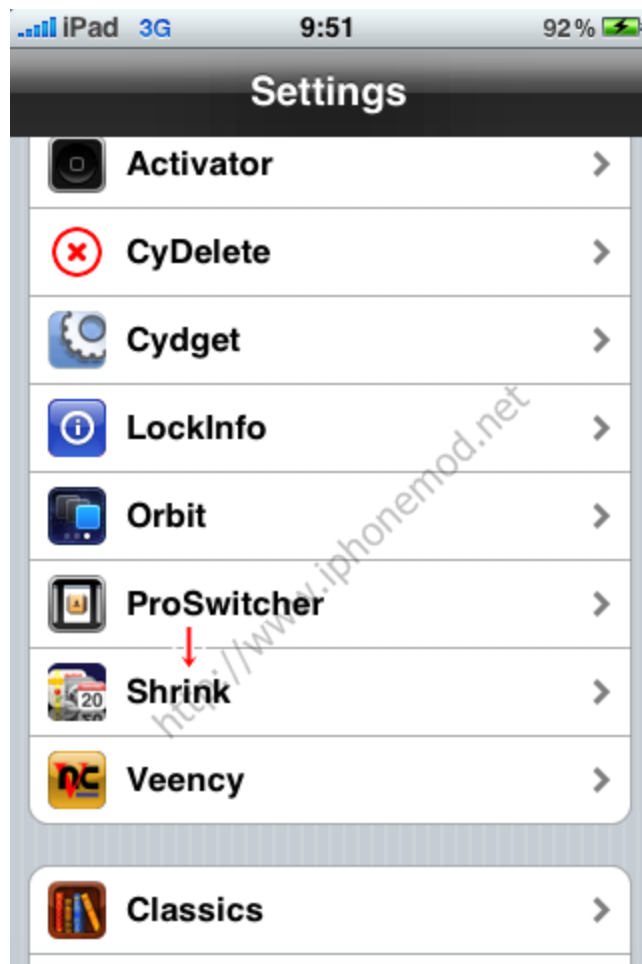 iPad 3G 9:51 92%
Settings
Activator
CyDelete
Cydget
LockInfo
Orbit
ProSwitcher
Shrink
20
Veency
Classics
http://www.iphonemod.net